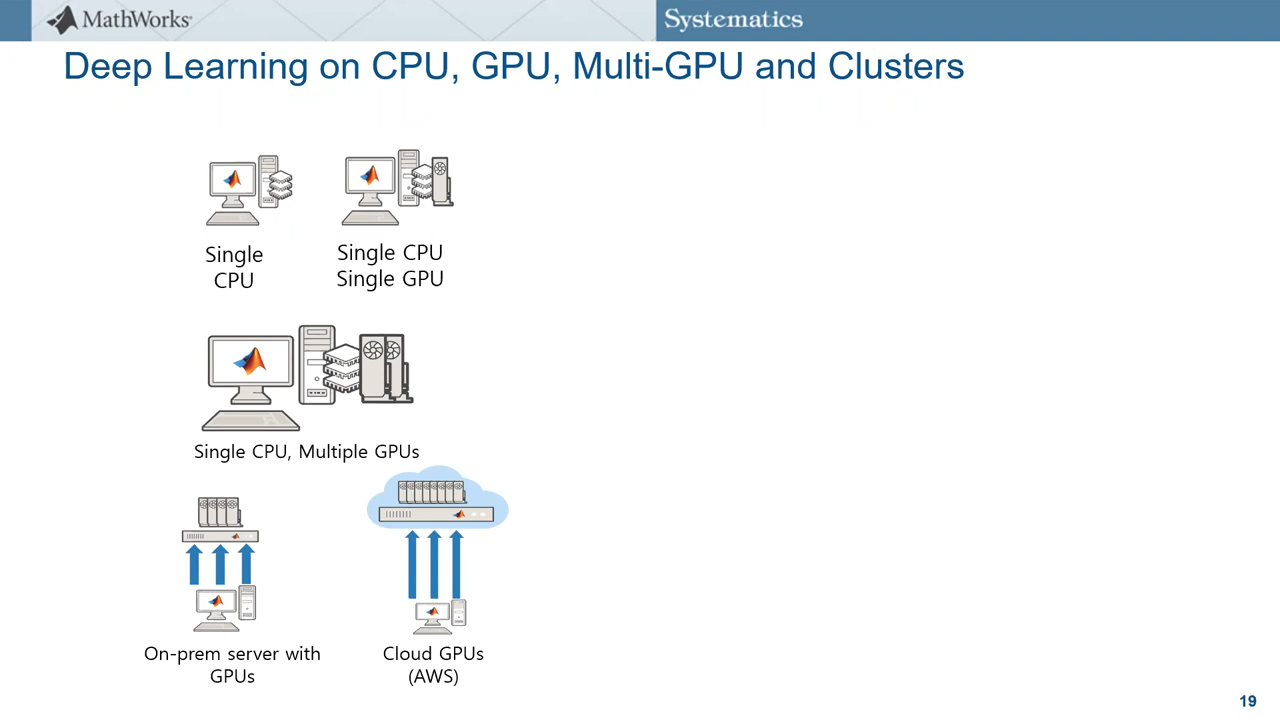 MathWorks®
Systematics
Deep Learning on CPU, GPU, Multi-GPU and Clusters
Single
CPU
Single CPU
Single GPU
Single CPU, Multiple GPUs
On-prem server with
GPUs
Cloud GPUs
(AWS)
19